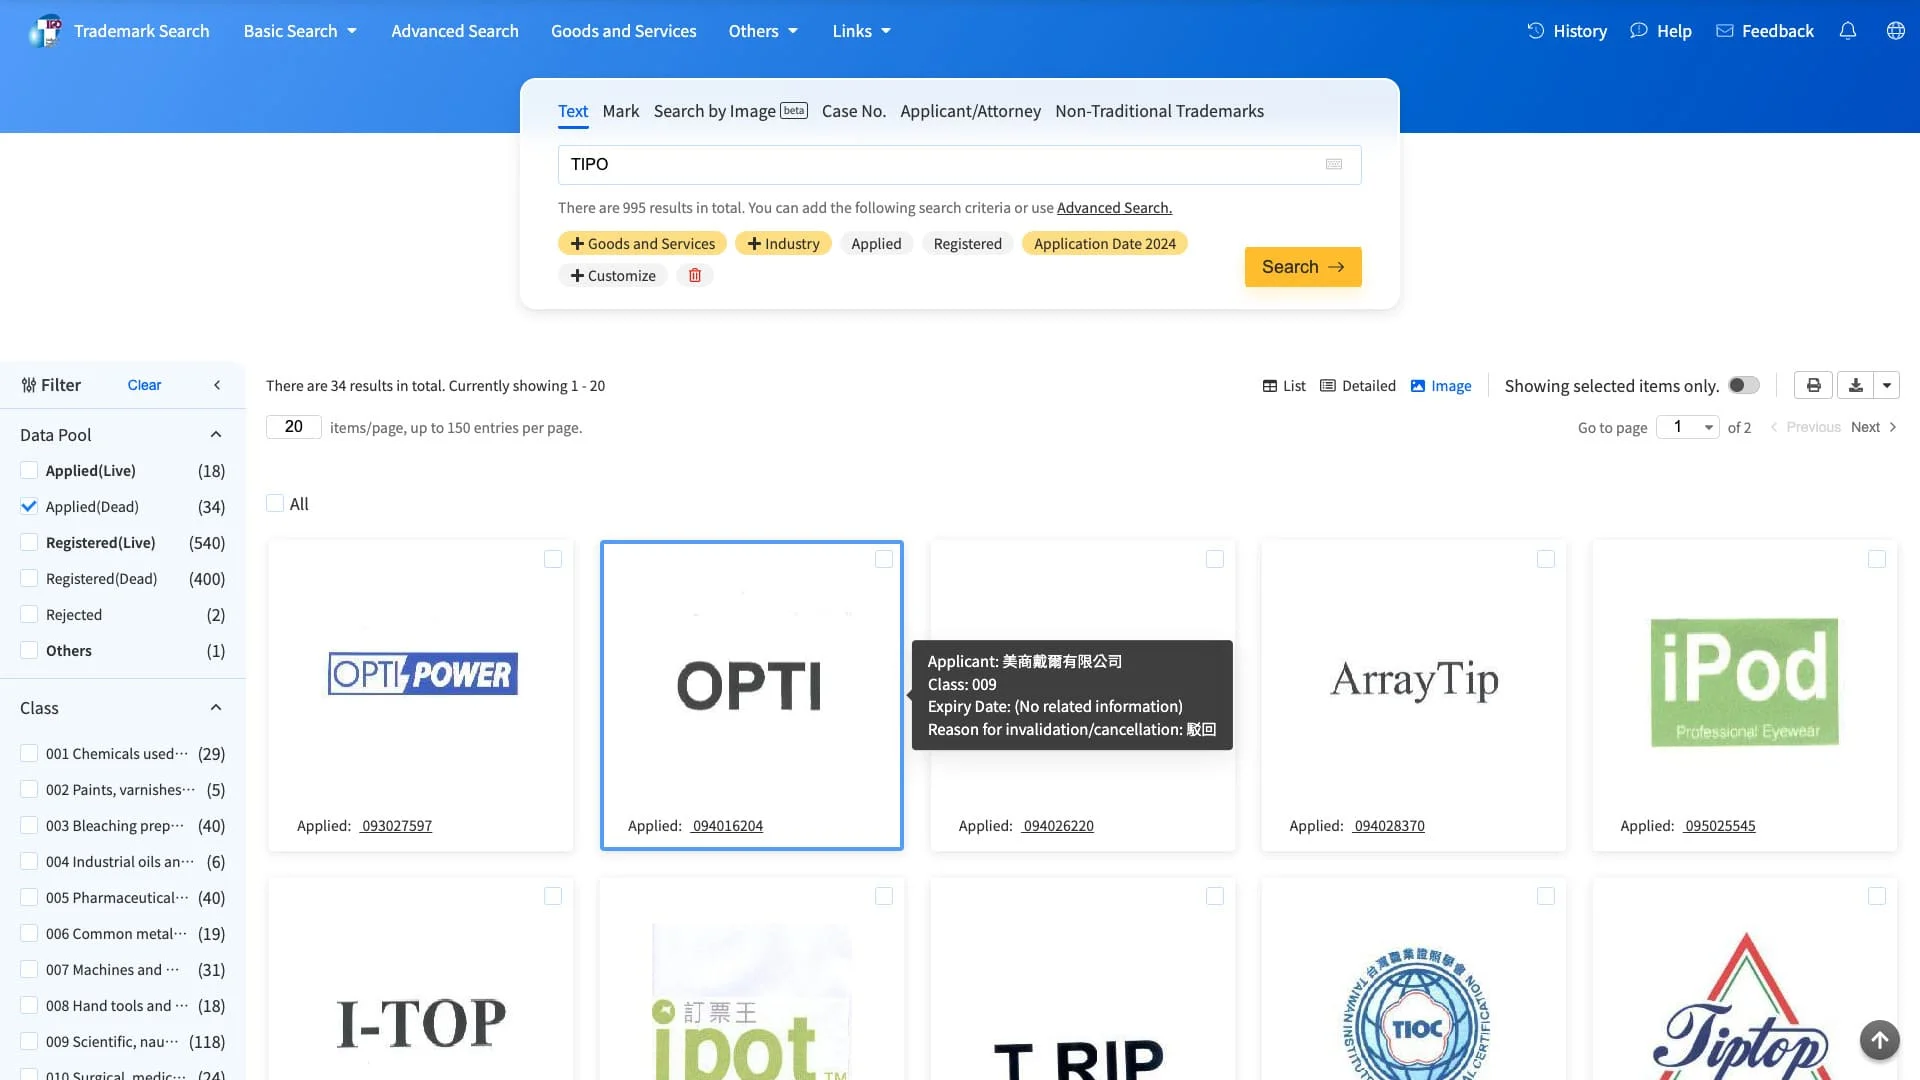 Trademark Search
Basic Search
Advanced Search
Goods and Services
Others
Links
History
Help
Feedback
Text
Mark
Search by Image beta
Case No.
Applicant/Attorney
Non-Traditional Trademarks
TIPO
There are 995 results in total. You can add the following search criteria or use Advanced Search.
Goods and Services
Industry
Applied
Registered
Application Date 2024
Customize
Search
Filter
Clear
There are 34 results in total. Currently showing 1 - 20
List
Detailed
Image
Showing selected items only.
20 items/page, up to 150 entries per page.
Go to page 1 of 2
Previous
Next
Data Pool
Applied(Live) (18)
Applied(Dead) (34)
Registered(Live) (540)
Registered(Dead) (400)
Rejected (2)
Others (1)
Class
001 Chemicals used··· (29)
002 Paints, varnishes··· (5)
003 Bleaching prep··· (40)
004 Industrial oils an··· (6)
005 Pharmaceutical··· (40)
006 Common metal··· (19)
007 Machines and ··· (31)
008 Hand tools and ··· (18)
009 Scientific, nau··· (118)
010 Surgical, medic··· (24)
All
OPTI POWER
Applied: 093027597
OPTI
Applied: 094016204
Applicant: 美商戴爾有限公司
Class: 009
Expiry Date: (No related information)
Reason for invalidation/cancellation: 駁回
Applied: 094026220
ArrayTip
Applied: 094028370
iPod
Professional Eyewear
Applied: 095025545
I-TOP
訂票王
ipot TM
T RIP
台灣職業證照學會
TIOC
Tiptop